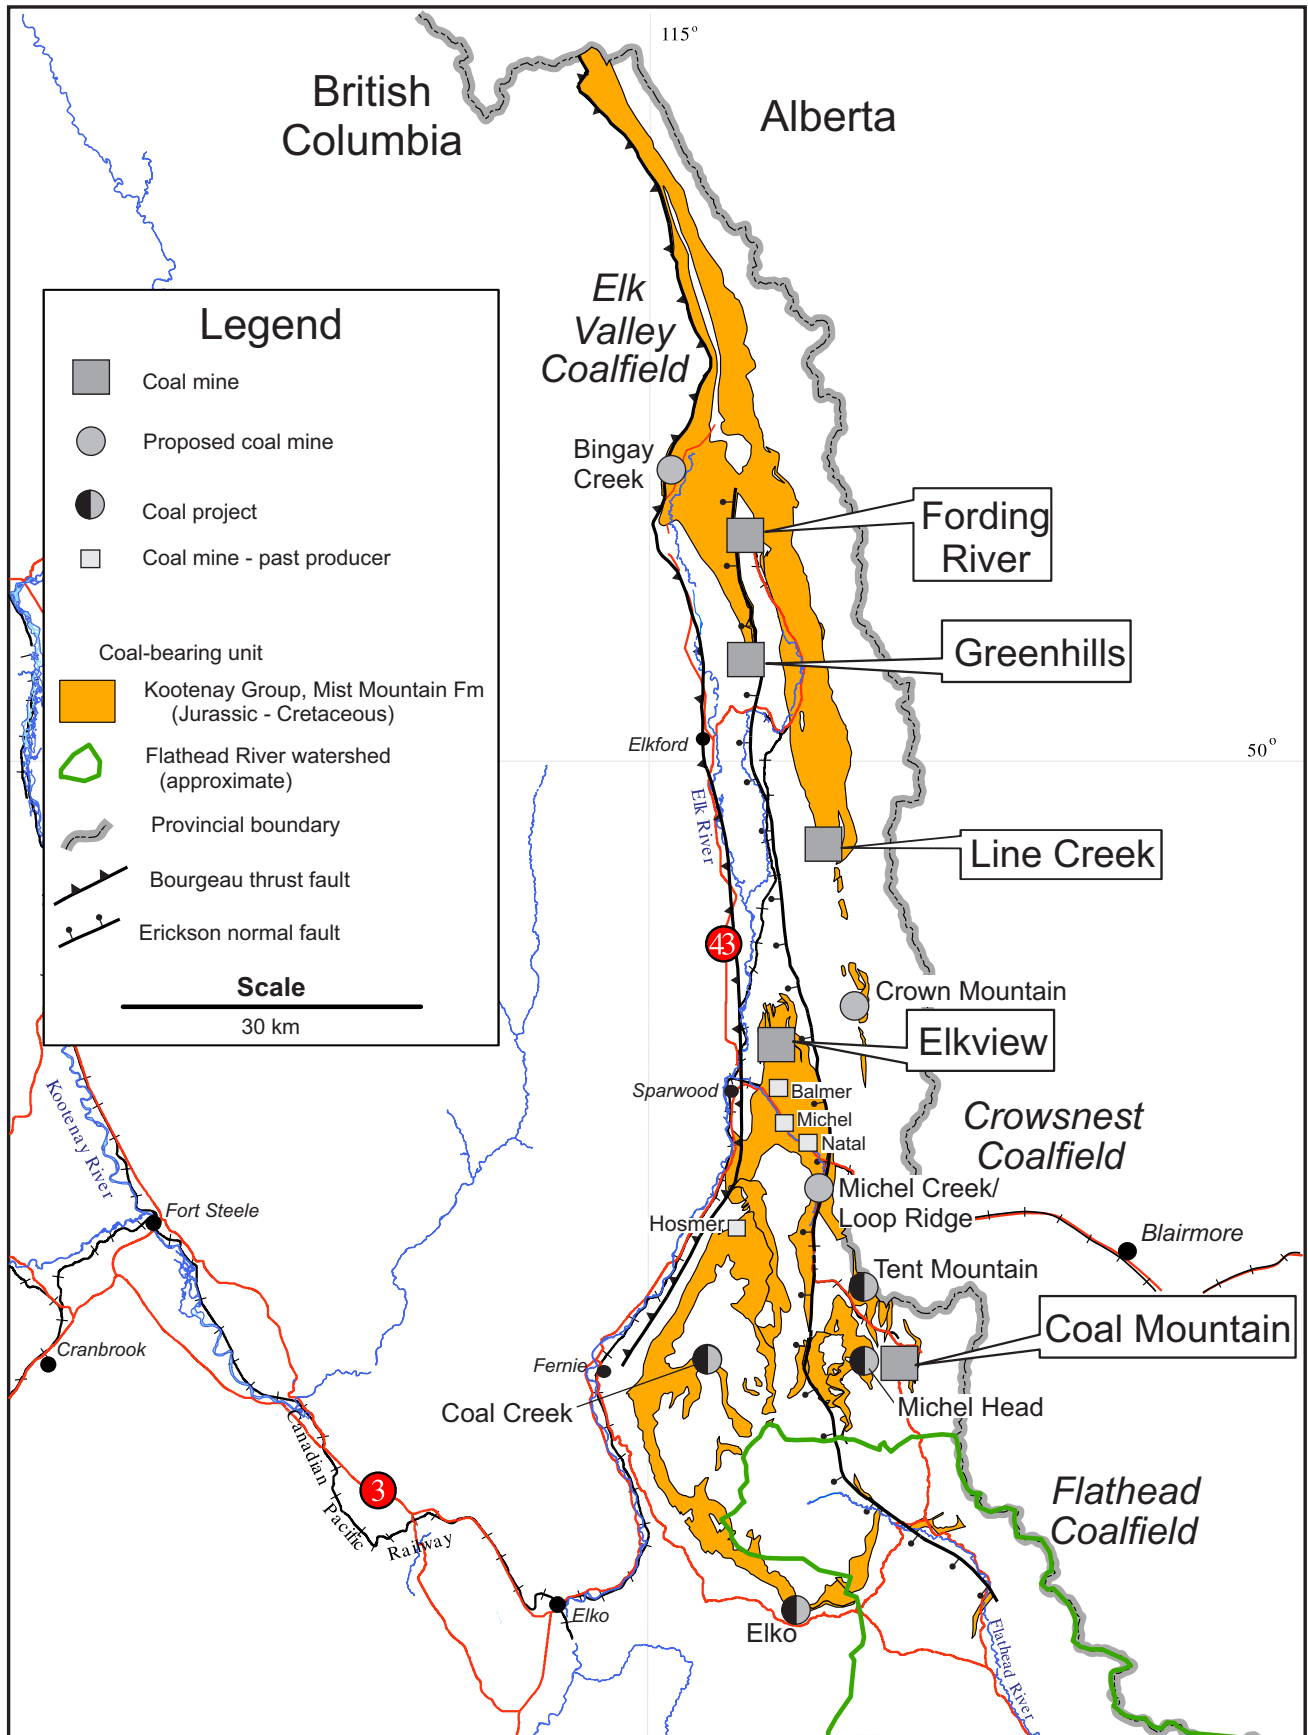 115°
British
Columbia
Alberta
Elk
Valley
Coalfield
Legend
Coal mine
Proposed coal mine
Coal project
Coal mine - past producer
Coal-bearing unit
Kootenay Group, Mist Mountain Fm
(Jurassic - Cretaceous)
Flathead River watershed
(approximate)
Provincial boundary
Bourgeau thrust fault
Erickson normal fault
Scale
30 km
Bingay
Creek
Fording
River
Greenhills
Elkford
50°
Elk River
Line Creek
43
Crown Mountain
Elkview
Sparwood
Balmer
Michel
Natal
Crowsnest
Coalfield
Kootenay River
Fort Steele
Michel Creek/
Loop Ridge
Hosmer
Blairmore
Tent Mountain
Coal Mountain
Cranbrook
Fernie
Coal Creek
Michel Head
Canadian Pacific Railway
3
Flathead
Coalfield
Elko
Elko
Flathead River